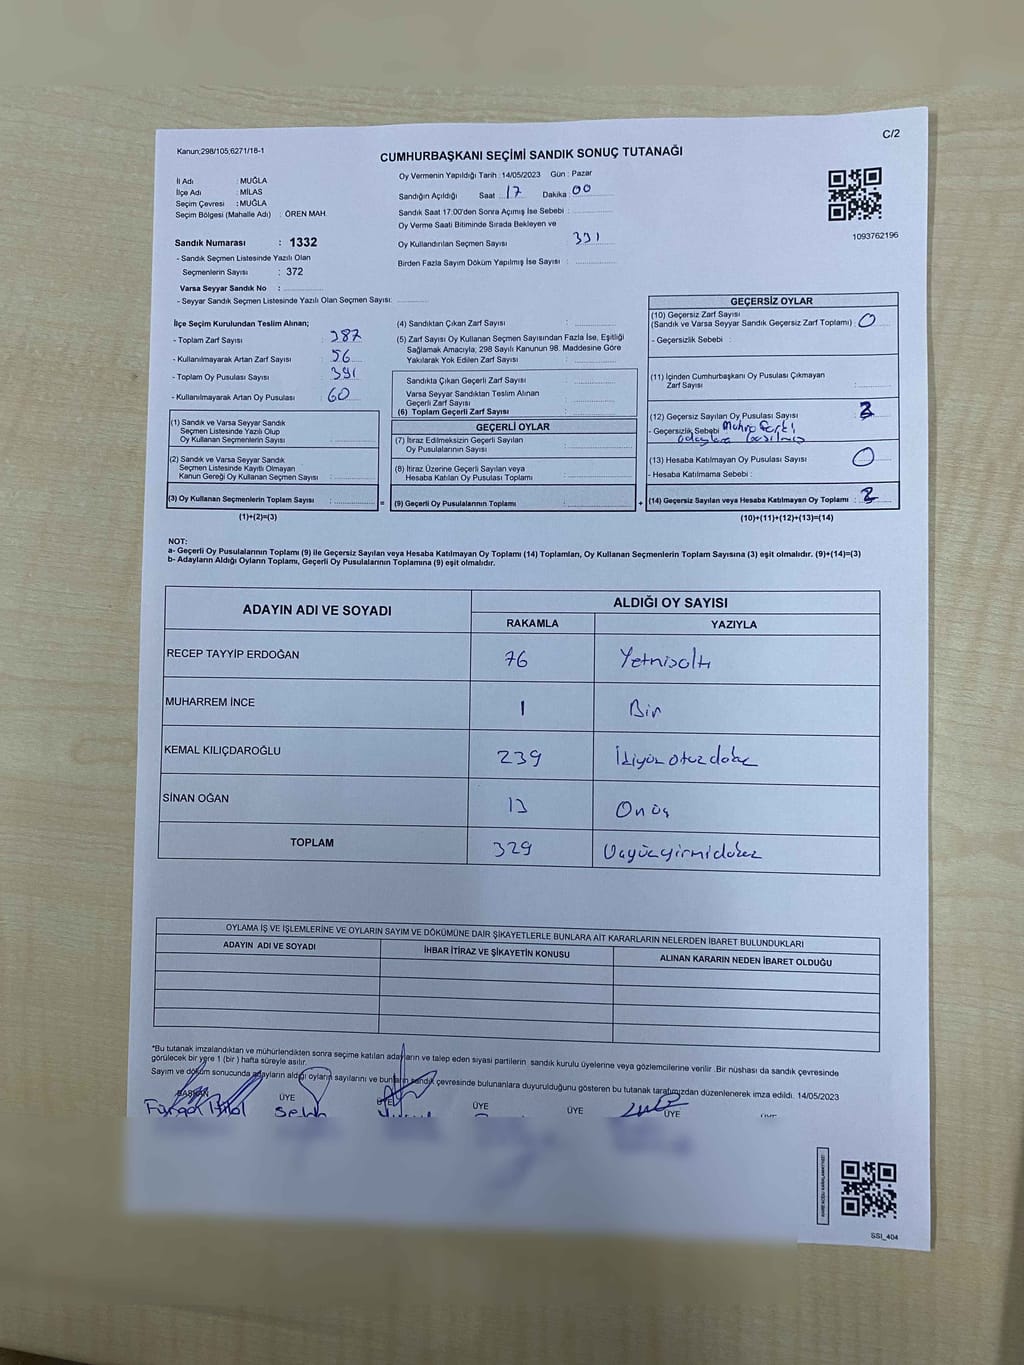 C/2
Kanun;298/105;6271/18-1
CUMHURBAŞKANI SEÇİMİ SANDIK SONUÇ TUTANAĞI
İl Adı : MUĞLA
İlçe Adı : MİLAS
Seçim Çevresi : MUĞLA
Seçim Bölgesi (Mahalle Adı) : ÖREN MAH.
Sandık Numarası : 1332
- Sandık Seçmen Listesinde Yazılı Olan
Seçmenlerin Sayısı : 372
Varsa Seyyar Sandık No :
- Seyyar Sandık Seçmen Listesinde Yazılı Olan Seçmen Sayısı:
Oy Vermenin Yapıldığı Tarih : 14/05/2023 Gün : Pazar
Sandığın Açıldığı Saat : 17 Dakika : 00
Sandık Saat 17:00'den Sonra Açımış İse Sebebi :
Oy Verme Saati Bitiminde Sırada Bekleyen ve
Oy Kullandırılan Seçmen Sayısı : 331
Birden Fazla Sayım Döküm Yapılmış İse Sayısı :
1093762196
İlçe Seçim Kurulundan Teslim Alınan;
- Toplam Zarf Sayısı : 387
- Kullanılmayarak Artan Zarf Sayısı : 56
- Toplam Oy Pusulası Sayısı : 391
- Kullanılmayarak Artan Oy Pusulası : 60
(1) Sandık ve Varsa Seyyar Sandık
Seçmen Listesinde Yazılı Olup
Oy Kullanan Seçmenlerin Sayısı :
(2) Sandık ve Varsa Seyyar Sandık
Seçmen Listesinde Kayıtlı Olmayan
Kanun Gereği Oy Kullanan Seçmen Sayısı :
(3) Oy Kullanan Seçmenlerin Toplam Sayısı : =
(1)+(2)=(3)
(4) Sandıktan Çıkan Zarf Sayısı :
(5) Zarf Sayısı Oy Kullanan Seçmen Sayısından Fazla İse, Eşitliği
Sağlamak Amacıyla, 298 Sayılı Kanunun 98. Maddesine Göre
Yakılarak Yok Edilen Zarf Sayısı :
Sandıkta Çıkan Geçerli Zarf Sayısı :
Varsa Seyyar Sandıktan Teslim Alınan
Geçerli Zarf Sayısı :
(6) Toplam Geçerli Zarf Sayısı :
GEÇERLİ OYLAR
(7) İtiraz Edilmeksizin Geçerli Sayılan
Oy Pusulasının Sayısı :
(8) İtiraz Üzerine Geçerli Sayılan veya
Hesaba Katılan Oy Pusulası Toplamı :
(9) Geçerli Oy Pusulalarının Toplamı : +
GEÇERSİZ OYLAR
(10) Geçersiz Zarf Sayısı
(Sandık ve Varsa Seyyar Sandık Geçersiz Zarf Toplamı) : 0
- Geçersizlik Sebebi :
(11) İçinden Cumhurbaşkanı Oy Pusulası Çıkmayan
Zarf Sayısı :
(12) Geçersiz Sayılan Oy Pusulası Sayısı : 2
- Geçersizlik Sebebi :
(13) Hesaba Katılmayan Oy Pusulası Sayısı : 0
- Hesaba Katılmama Sebebi :
(14) Geçersiz Sayılan veya Hesaba Katılmayan Oy Toplamı : 2
(10)+(11)+(12)+(13)=(14)
NOT:
a- Geçerli Oy Pusulalarının Toplamı (9) ile Geçersiz Sayılan veya Hesaba Katılmayan Oy Toplamı (14) Toplamları, Oy Kullanan Seçmenlerin Toplam Sayısına (3) eşit olmalıdır. (9)+(14)=(3)
b- Adayların Aldığı Oyların Toplamı, Geçerli Oy Pusulalarının Toplamına (9) eşit olmalıdır.
ADAYIN ADI VE SOYADI
ALDIĞI OY SAYISI
RAKAMLA YAZIYLA
RECEP TAYYİP ERDOĞAN 76 Yetmişaltı
MUHARREM İNCE 1 Bir
KEMAL KILIÇDAROĞLU 239 İkiyüz otuz dokuz
SİNAN OĞAN 13 On üç
TOPLAM 329 Üçyüzyirmidokuz
OYLAMA İŞ VE İŞLEMLERİNE VE OYLARIN SAYIM VE DÖKÜMÜNE DAİR ŞİKAYETLERLE BUNLARA AİT KARARLARIN NELERDEN İBARET BULUNDUKLARI
ADAYIN ADI VE SOYADI İHBAR İTİRAZ VE ŞİKAYETİN KONUSU ALINAN KARARIN NEDEN İBARET OLDUĞU
*Bu tutanak imzalandıktan ve mühürlendikten sonra seçime katılan adayların ve talep eden siyasi partilerin sandık kurulu üyelerine veya gözlemcilerine verilir .Bir nüshası da sandık çevresinde
görülecek bir yere 1 (bir ) hafta süreyle asılır.
Sayım ve döküm sonucunda adayların aldığı oyların sayılarını ve bunların sandık çevresinde bulunanlara duyurulduğunu gösteren bu tutanak tarafımızdan düzenlenerek imza edildi. 14/05/2023
BAŞKAN ÜYE ÜYE ÜYE ÜYE ÜYE
SSI_404